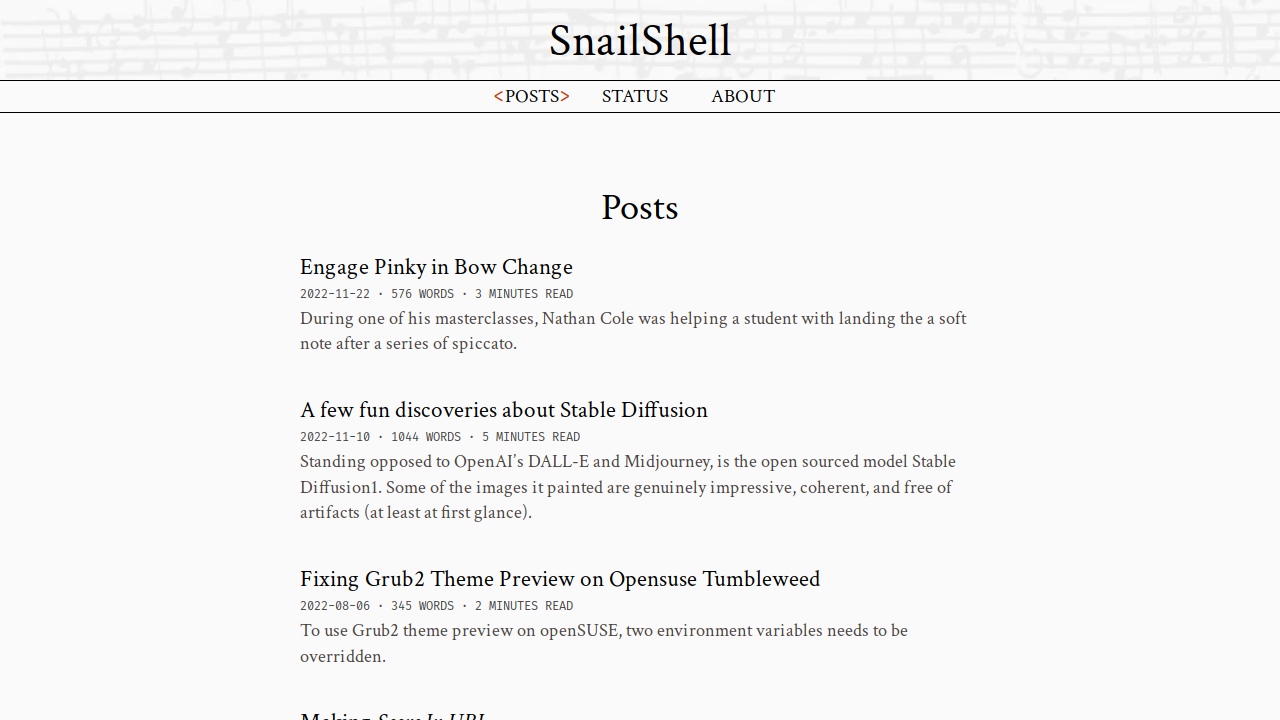 SnailShell
<POSTS> STATUS ABOUT
Posts
Engage Pinky in Bow Change
2022-11-22 · 576 WORDS · 3 MINUTES READ
During one of his masterclasses, Nathan Cole was helping a student with landing the a soft
note after a series of spiccato.
A few fun discoveries about Stable Diffusion
2022-11-10 · 1044 WORDS · 5 MINUTES READ
Standing opposed to OpenAI’s DALL-E and Midjourney, is the open sourced model Stable
Diffusion1. Some of the images it painted are genuinely impressive, coherent, and free of
artifacts (at least at first glance).
Fixing Grub2 Theme Preview on Opensuse Tumbleweed
2022-08-06 · 345 WORDS · 2 MINUTES READ
To use Grub2 theme preview on openSUSE, two environment variables needs to be
overridden.
Making Score In URL